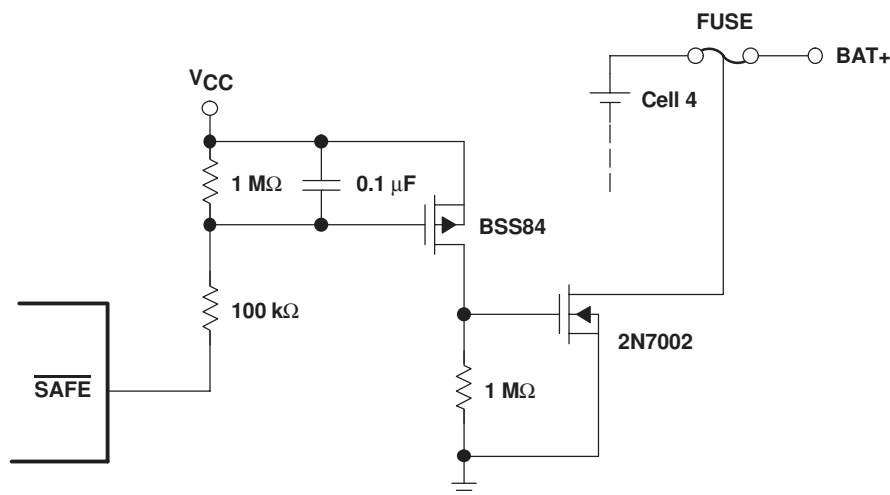 FUSE
BAT+
Cell 4
VCC
1 MΩ
0.1 μF
BSS84
100 kΩ
2N7002
SAFE
1 MΩ